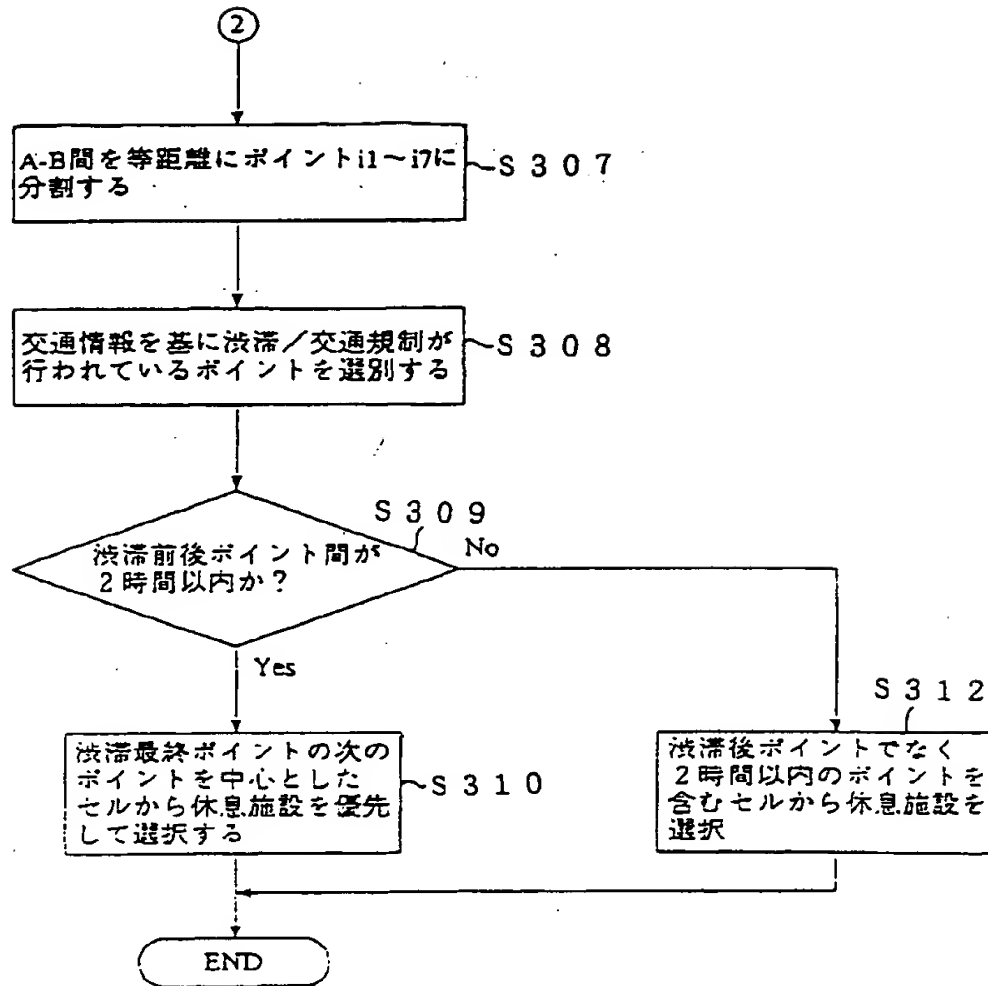 ②
A-B間を等距離にポイントi1～i7に
分割する
S307
交通情報を基に渋滞／交通規制が
行われているポイントを選別する
S308
S309
渋滞前後ポイント間が
2時間以内か？
No
Yes
S312
渋滞最終ポイントの次の
ポイントを中心とした
セルから休息施設を優先
して選択する
S310
渋滞後ポイントでなく
2時間以内のポイントを
含むセルから休息施設を
選択
END